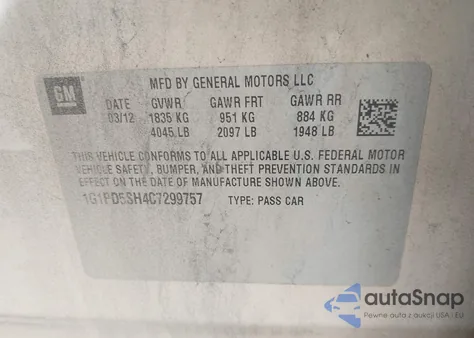 GM
MFD BY GENERAL MOTORS LLC
DATE GVWR GAWR FRT GAWR RR
03/12 1835 KG 951 KG 884 KG
4045 LB 2097 LB 1948 LB
THIS VEHICLE CONFORMS TO ALL APPLICABLE U.S. FEDERAL MOTOR
VEHICLE SAFETY, BUMPER, AND THEFT PREVENTION STANDARDS IN
EFFECT ON THE DATE OF MANUFACTURE SHOWN ABOVE.
1G1PD5SH4C7299757 TYPE: PASS CAR
autoSnap
Pewne auta z aukcji USA i EU